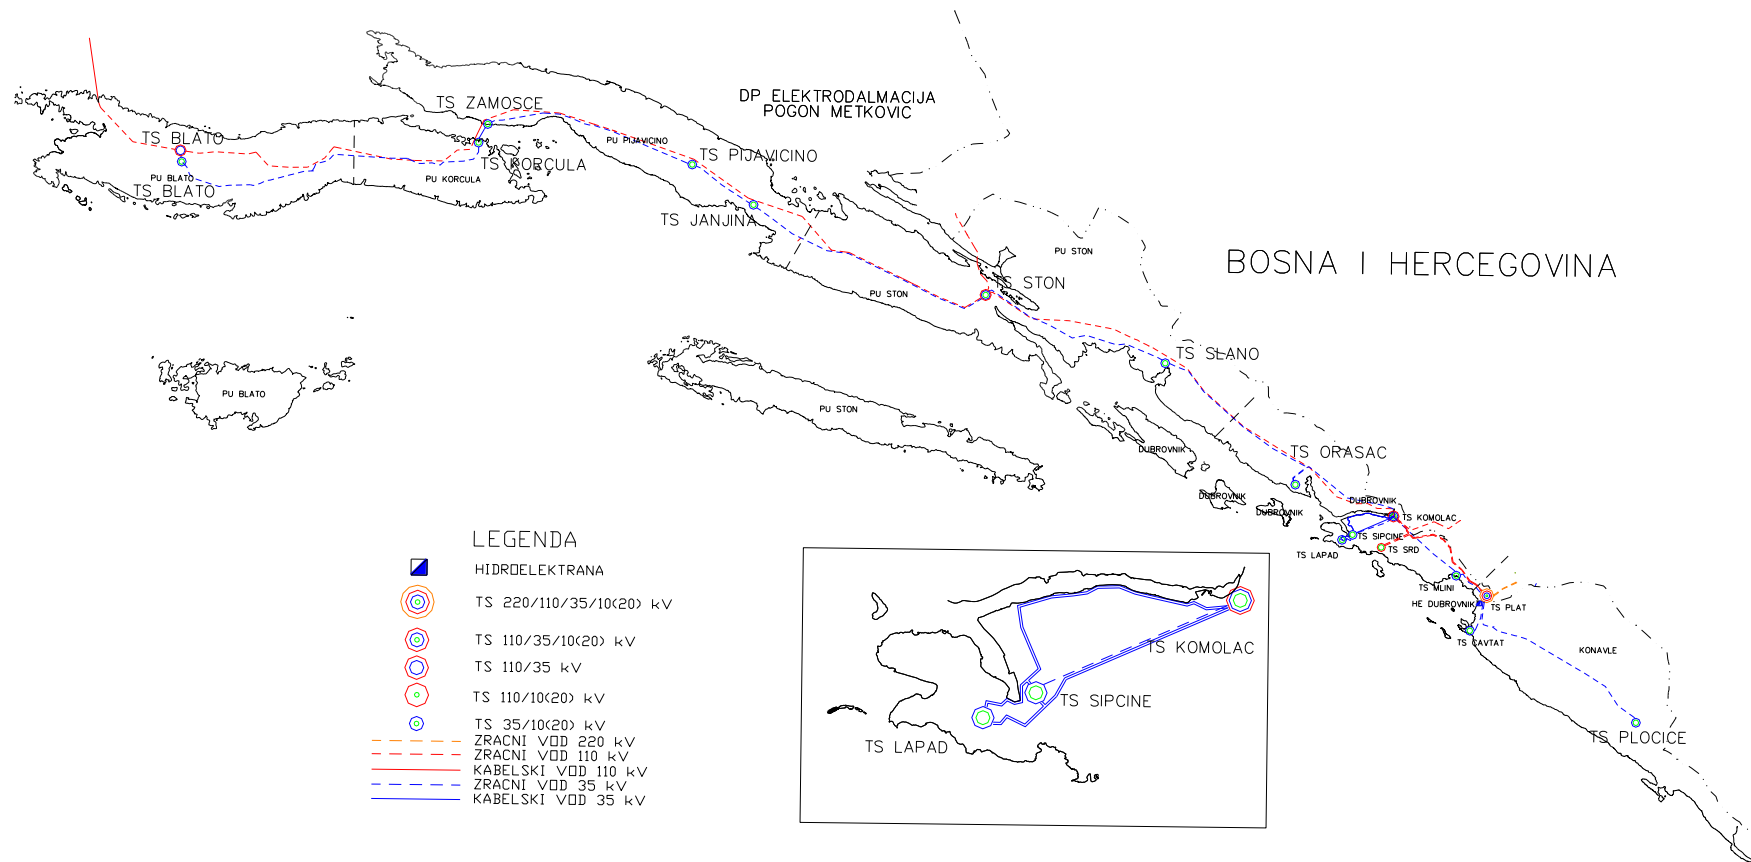 DP ELEKTRODALMACIJA
POGON METKOVIC
TS ZAMOSCE
TS BLATO
PU PIJAVICINO
TS PIJAVICINO
TS KORCULA
PU BLATO
PU KORCULA
TS BLATO
TS JANJINA
PU STON
BOSNA I HERCEGOVINA
TS STON
PU STON
TS SLANO
PU BLATO
PU STON
DUBROVNIK
TS ORASAC
DUBROVNIK
DUBROVNIK
DUBROVNIK
TS KOMOLAC
TS SIPCINE
TS LAPAD
TS SRD
TS MLINI
HE DUBROVNIK
TS PLAT
TS CAVTAT
KONAVLE
TS PLOCICE
LEGENDA
HIDROELEKTRANA
TS 220/110/35/10(20) kV
TS 110/35/10(20) kV
TS 110/35 kV
TS 110/10(20) kV
TS 35/10(20) kV
ZRACNI VOD 220 kV
ZRACNI VOD 110 kV
KABELSKI VOD 110 kV
ZRACNI VOD 35 kV
KABELSKI VOD 35 kV
TS KOMOLAC
TS SIPCINE
TS LAPAD